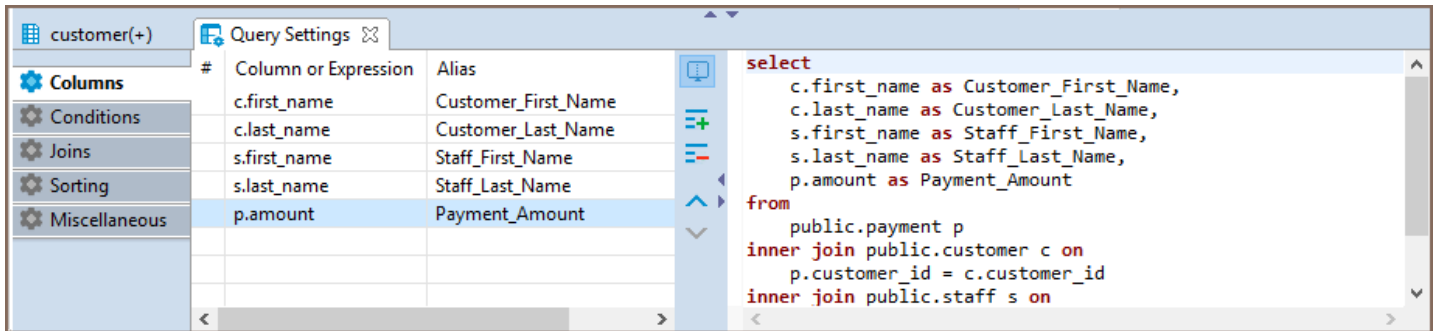 customer(+)
Query Settings
Columns
Conditions
Joins
Sorting
Miscellaneous
# Column or Expression Alias
c.first_name Customer_First_Name
c.last_name Customer_Last_Name
s.first_name Staff_First_Name
s.last_name Staff_Last_Name
p.amount Payment_Amount
select
c.first_name as Customer_First_Name,
c.last_name as Customer_Last_Name,
s.first_name as Staff_First_Name,
s.last_name as Staff_Last_Name,
p.amount as Payment_Amount
from
public.payment p
inner join public.customer c on
p.customer_id = c.customer_id
inner join public.staff s on